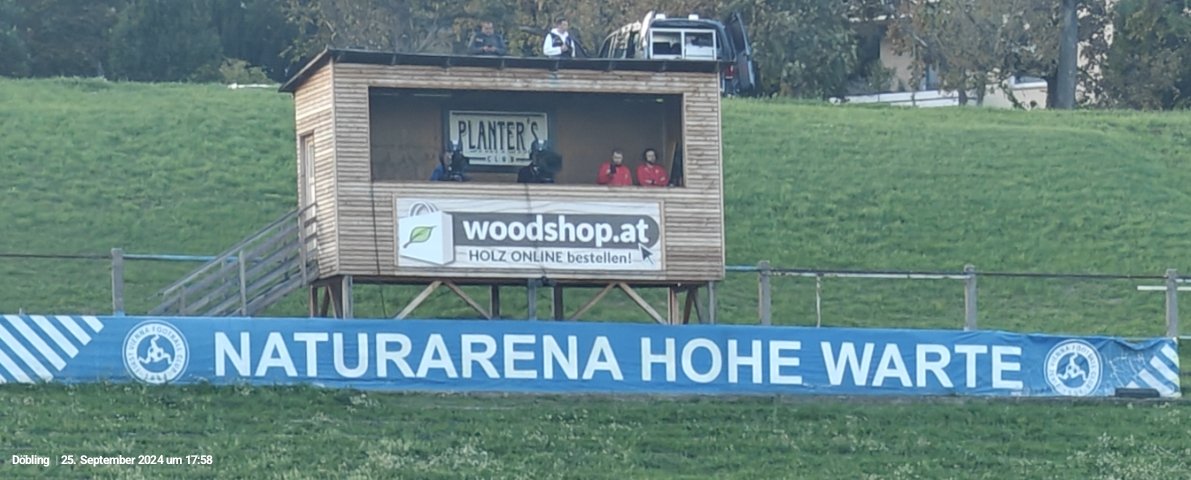 PLANTER'S
CLUB
woodshop.at
HOLZ ONLINE bestellen!
NATURARENA HOHE WARTE
Döbling | 25. September 2024 um 17:58